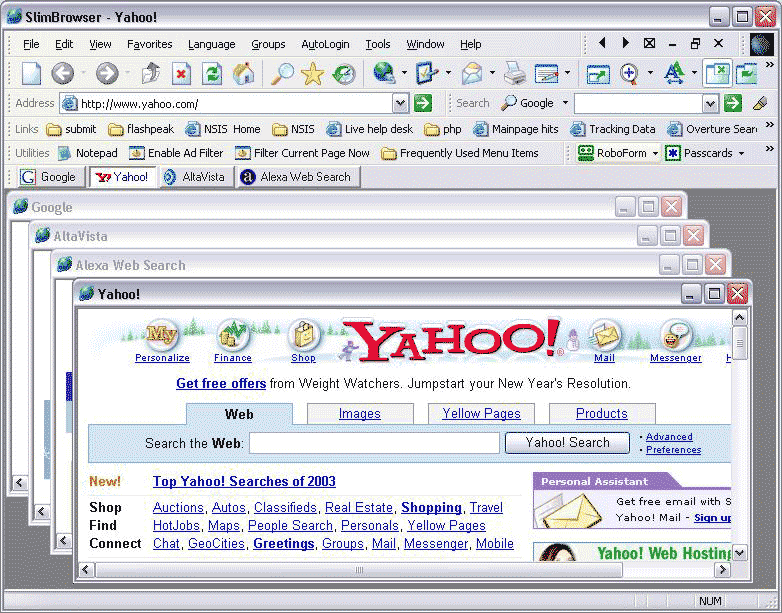 SlimBrowser - Yahoo!
File Edit View Favorites Language Groups AutoLogin Tools Window Help
Address http://www.yahoo.com/ Search Google
Links submit flashpeak NSIS Home NSIS Live help desk php Mainpage hits Tracking Data Overture Sear
Utilities Notepad Enable Ad Filter Filter Current Page Now Frequently Used Menu Items RoboForm Passcards
Google Yahoo! AltaVista Alexa Web Search
Google
AltaVista
Alexa Web Search
Yahoo!
My YAHOO!
Personalize Finance Shop Mail Messenger H
Get free offers from Weight Watchers. Jumpstart your New Year's Resolution.
Web Images Yellow Pages Products
Search the Web: Yahoo! Search · Advanced
· Preferences
New! Top Yahoo! Searches of 2003 Personal Assistant
Shop Auctions, Autos, Classifieds, Real Estate, Shopping, Travel Get free email with S
Find HotJobs, Maps, People Search, Personals, Yellow Pages Yahoo! Mail - Sign up
Connect Chat, GeoCities, Greetings, Groups, Mail, Messenger, Mobile
Yahoo! Web Hosting
NUM